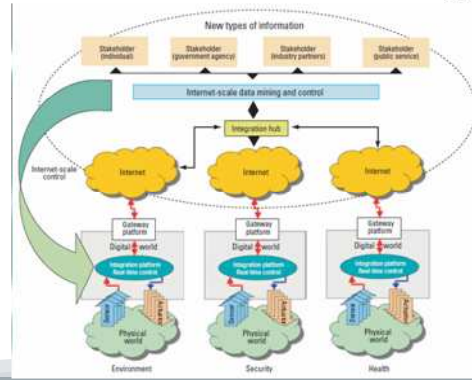 New types of information
Stakeholder
(individual)
Stakeholder
(government agency)
Stakeholder
(industry partners)
Stakeholder
(public service)
Internet-scale data mining and control
Integration hub
Internet
Internet
Internet
Internet-scale
control
Gateway
platform
Gateway
platform
Gateway
platform
Digital world
Digital world
Digital world
Integration platform
Real-time control
Integration platform
Real-time control
Integration platform
Real-time control
Physical
world
Physical
world
Physical
world
Environment
Security
Health